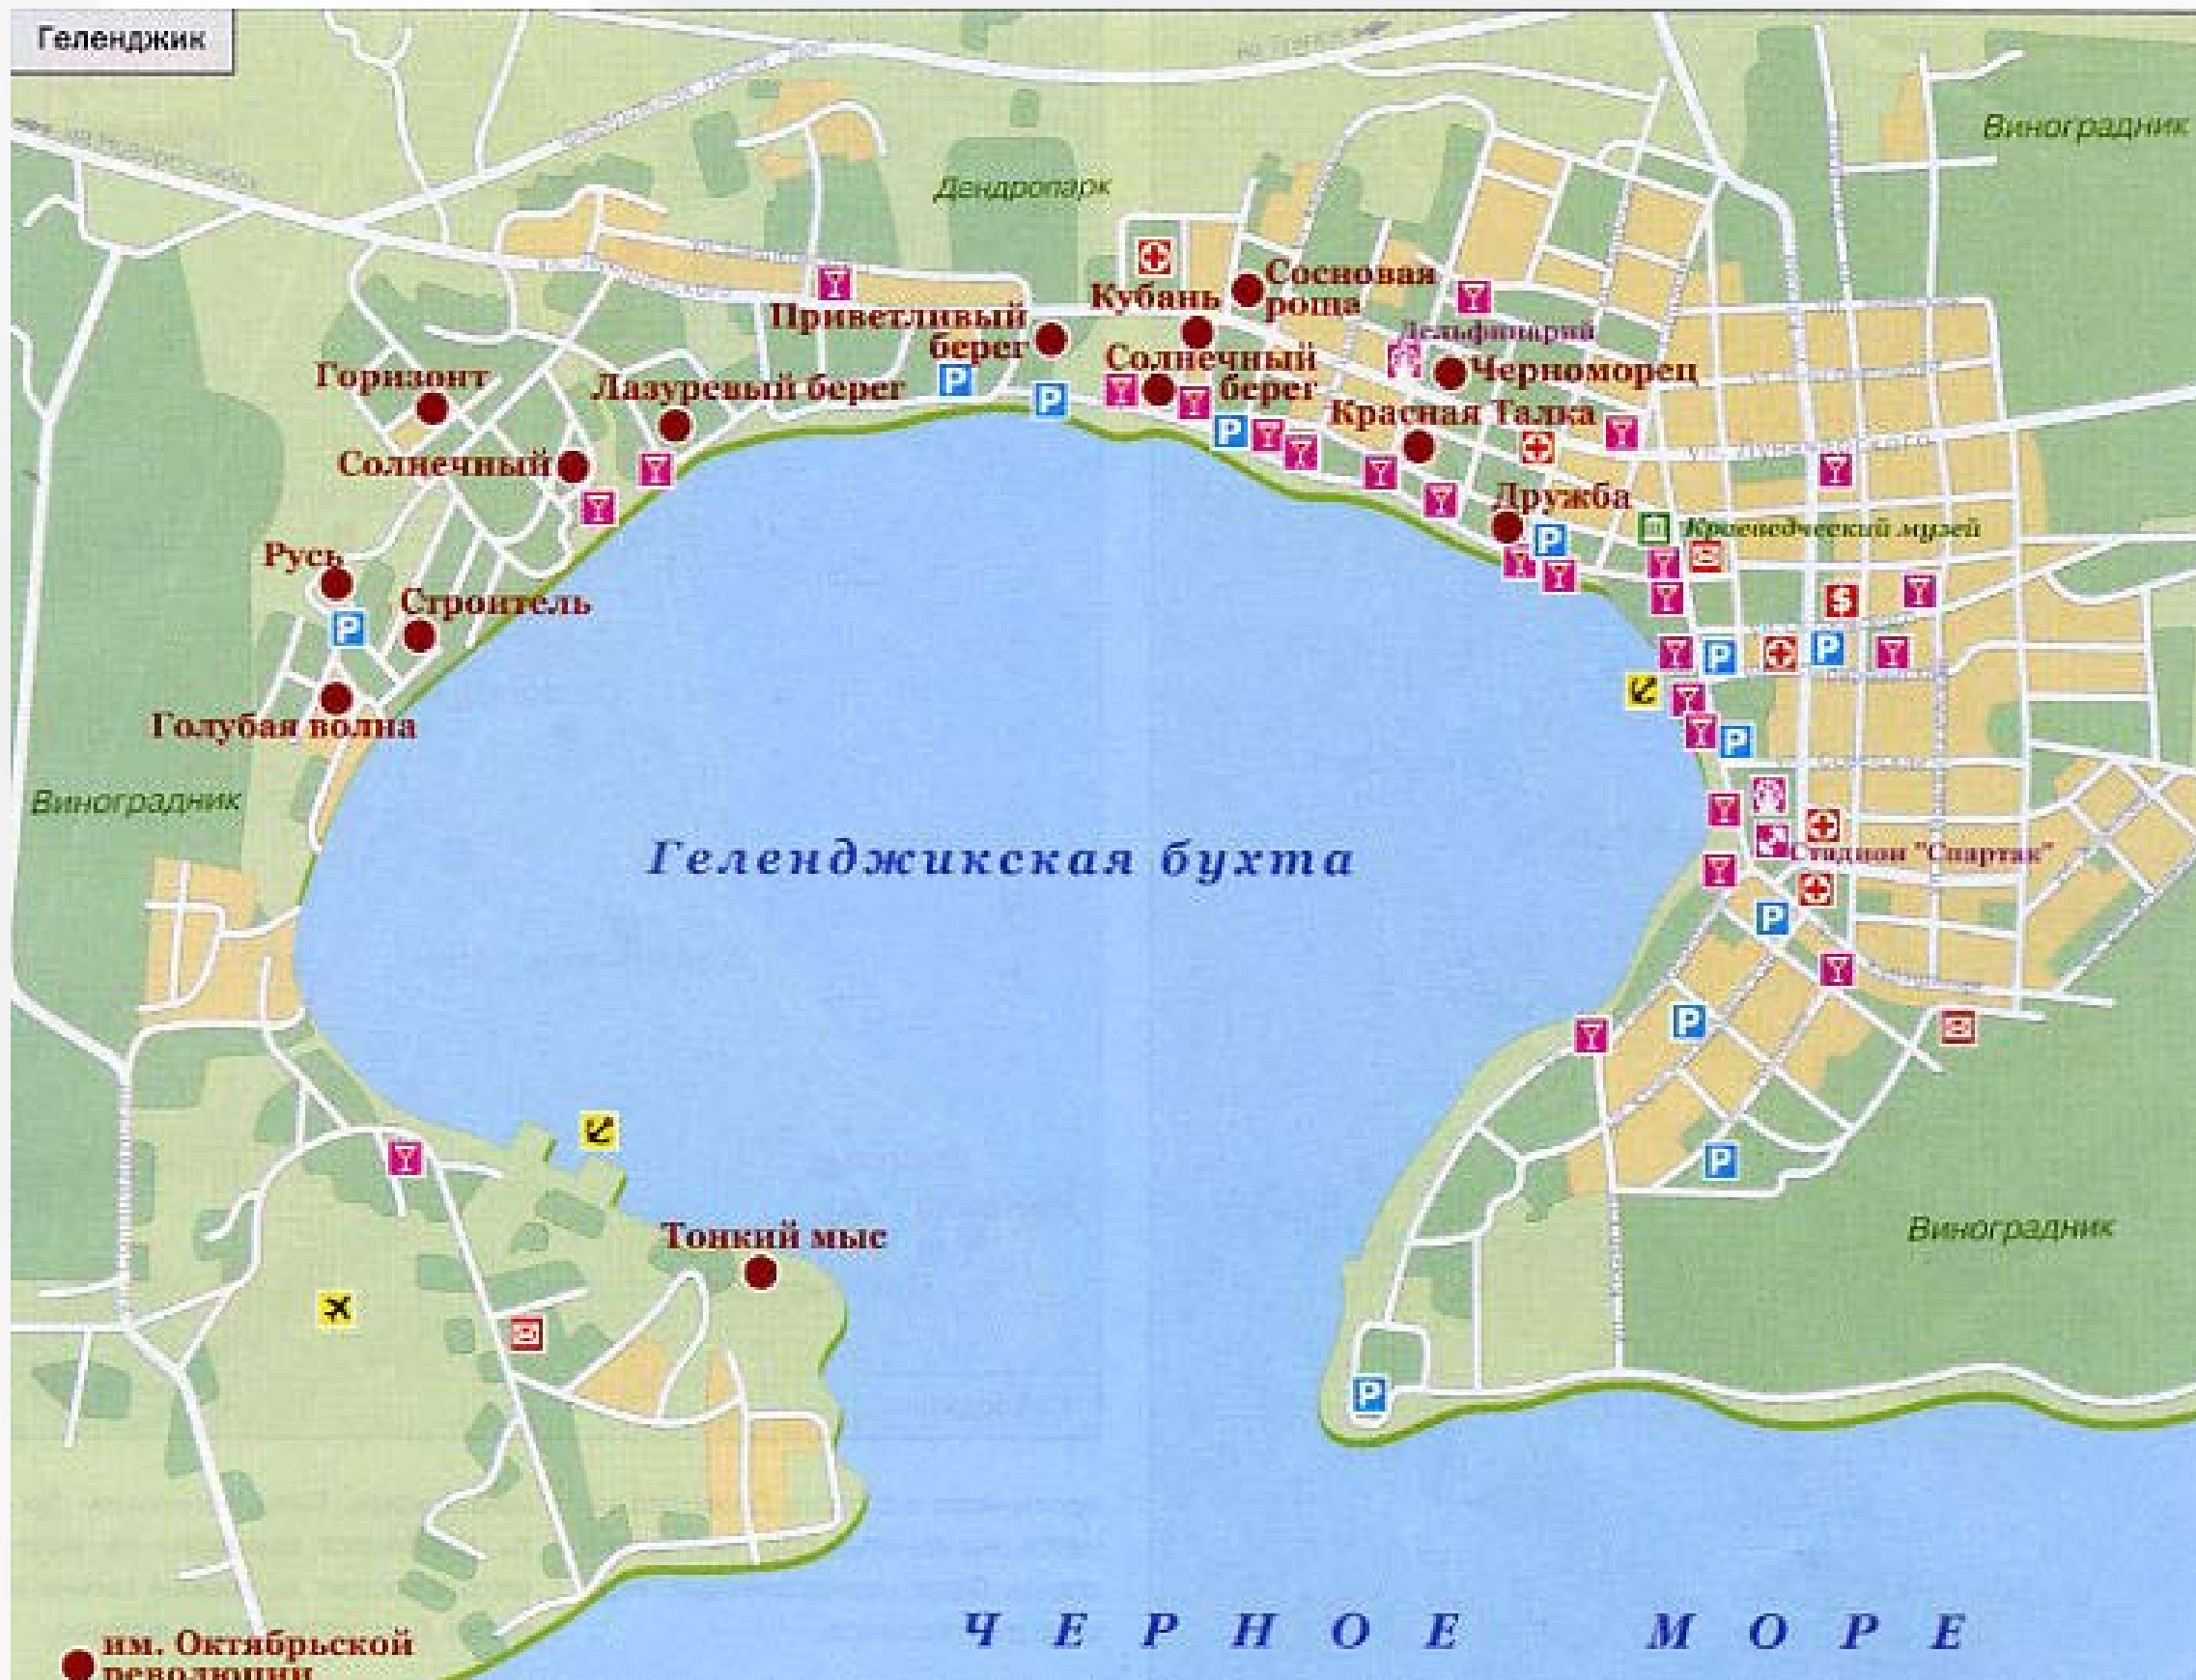 Геленджик
Виноградник
Дендропарк
Сосновая
роща
Кубань
Приветливый
берег
Дельфинарий
Солнечный
берег
Черноморец
Горизонт
Лазуревый берег
Красная Талка
Солнечный
Дружба
Краеведческий музей
Русь
Строитель
Голубая волна
Виноградник
Геленджикская бухта
Стадион "Спартак"
Виноградник
Тонкий мыс
ЧЕРНОЕ МОРЕ
им. Октябрьской
революции